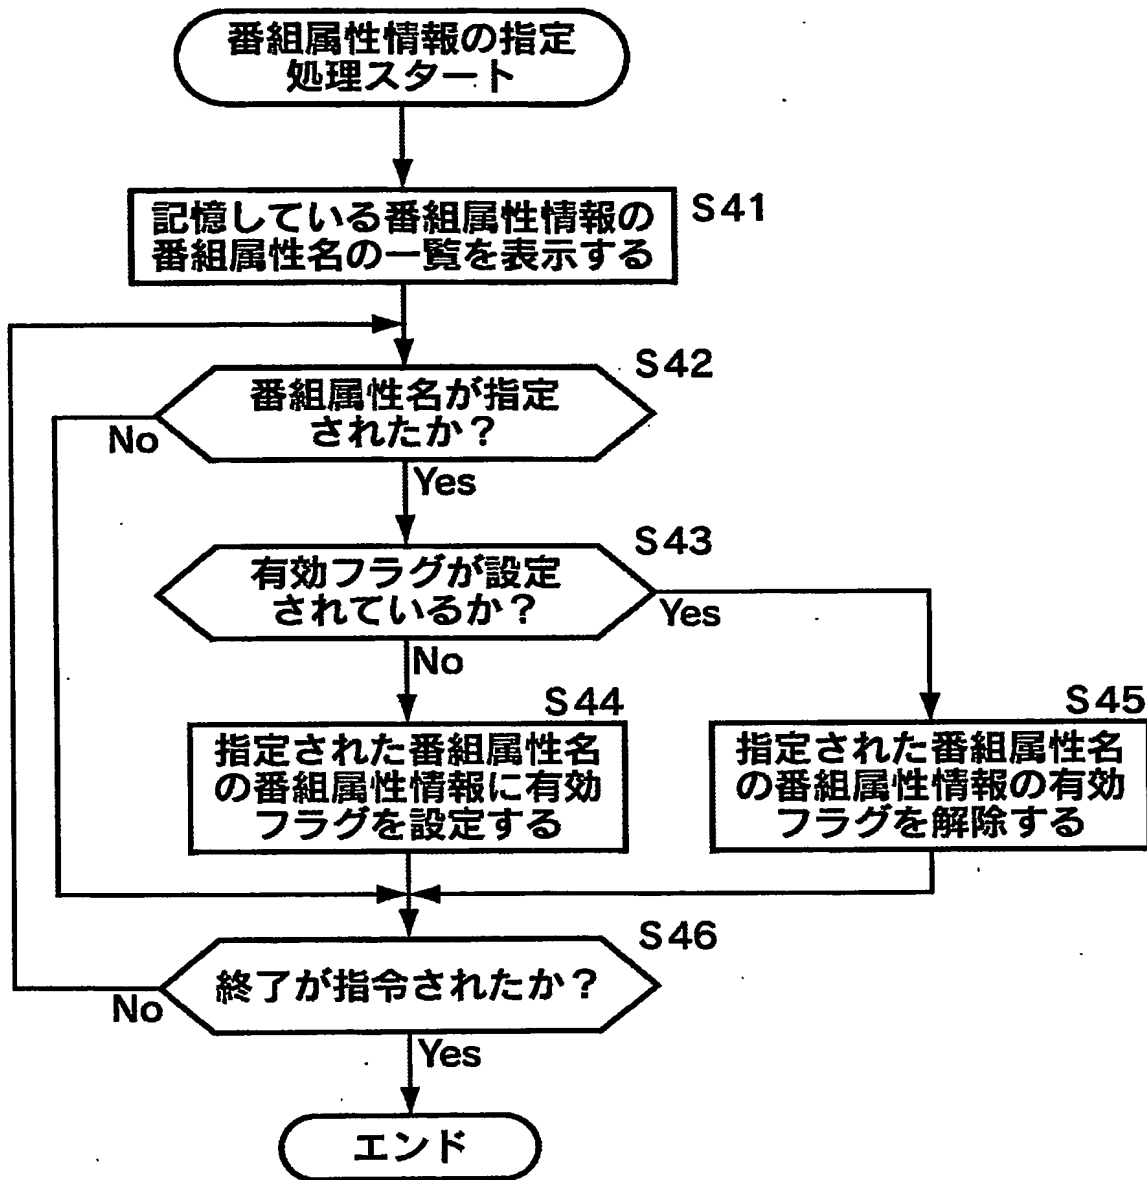 番組属性情報の指定
処理スタート
S41
記憶している番組属性情報の
番組属性名の一覧を表示する
S42
番組属性名が指定
されたか？
No
Yes
S43
有効フラグが設定
されているか？
Yes
No
S44
指定された番組属性名
の番組属性情報に有効
フラグを設定する
S45
指定された番組属性名
の番組属性情報の有効
フラグを解除する
S46
終了が指令されたか？
No
Yes
エンド